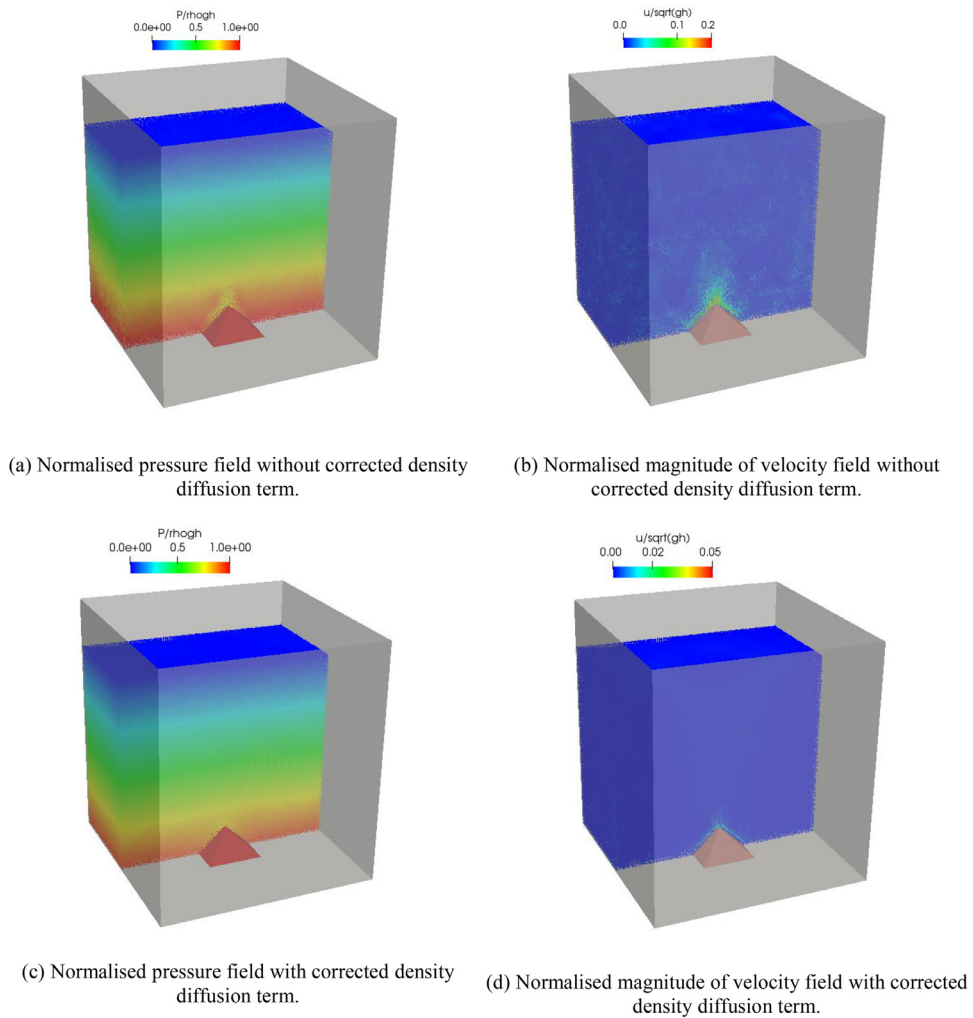 P/rhogh
0.0e+00 0.5 1.0e+00
u/sqrt(gh)
0.0 0.1 0.2
(a) Normalised pressure field without corrected density
diffusion term.
(b) Normalised magnitude of velocity field without
corrected density diffusion term.
P/rhogh
0.0e+00 0.5 1.0e+00
u/sqrt(gh)
0.00 0.02 0.05
(c) Normalised pressure field with corrected density
diffusion term.
(d) Normalised magnitude of velocity field with corrected
density diffusion term.